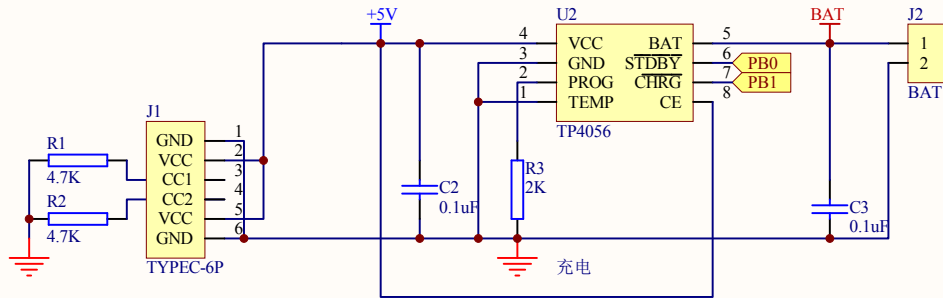 +5V
BAT
U2
J2
4 VCC BAT 5
3 GND STDBY 6 PB0
2 PROG CHRG 7 PB1
1 TEMP CE 8
TP4056
1
2
BAT
J1
GND 1
VCC 2
CC1 3
CC2 4
VCC 5
GND 6
TYPEC-6P
R1
4.7K
R2
4.7K
C2
0.1uF
R3
2K
C3
0.1uF
充电